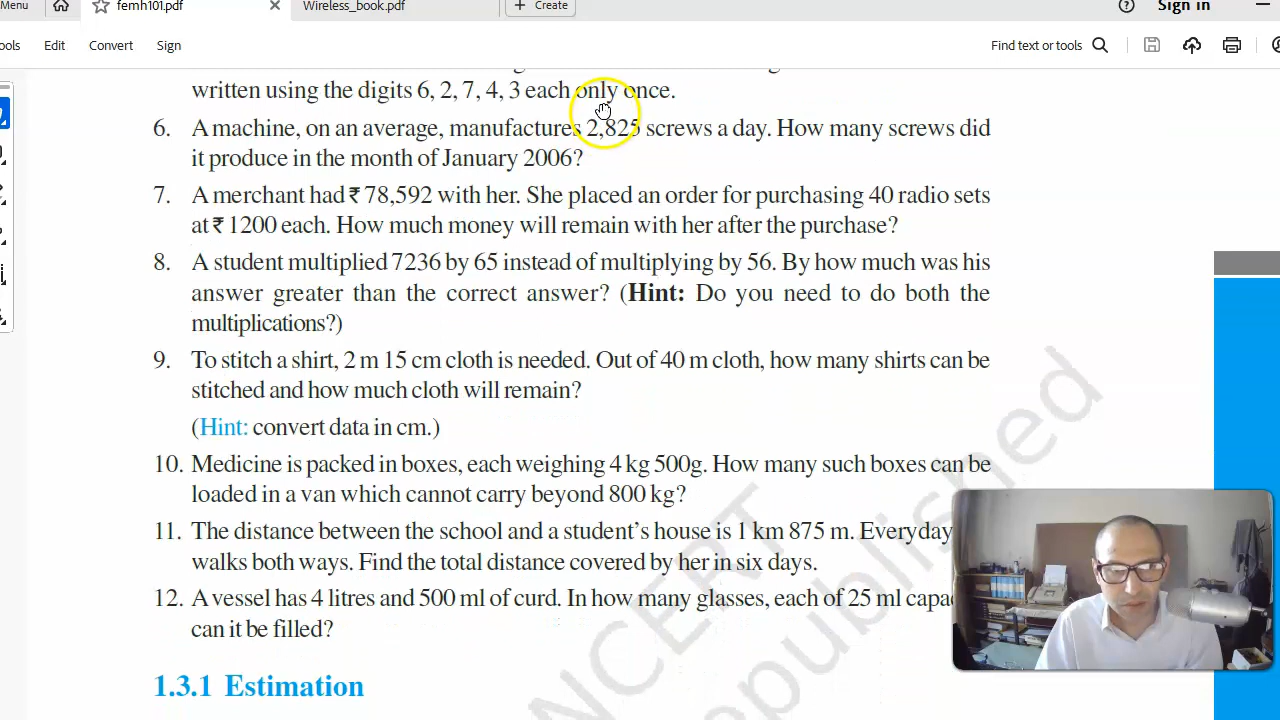 Menu
femh101.pdf
Wireless_book.pdf
Create
Sign in
ools
Edit
Convert
Sign
Find text or tools
written using the digits 6, 2, 7, 4, 3 each only once.
6. A machine, on an average, manufactures 2,825 screws a day. How many screws did
it produce in the month of January 2006?
7. A merchant had ₹ 78,592 with her. She placed an order for purchasing 40 radio sets
at ₹ 1200 each. How much money will remain with her after the purchase?
8. A student multiplied 7236 by 65 instead of multiplying by 56. By how much was his
answer greater than the correct answer? (Hint: Do you need to do both the
multiplications?)
9. To stitch a shirt, 2 m 15 cm cloth is needed. Out of 40 m cloth, how many shirts can be
stitched and how much cloth will remain?
(Hint: convert data in cm.)
10. Medicine is packed in boxes, each weighing 4 kg 500g. How many such boxes can be
loaded in a van which cannot carry beyond 800 kg?
11. The distance between the school and a student's house is 1 km 875 m. Everyday
walks both ways. Find the total distance covered by her in six days.
12. A vessel has 4 litres and 500 ml of curd. In how many glasses, each of 25 ml capac
can it be filled?
1.3.1 Estimation
NCERT
republished